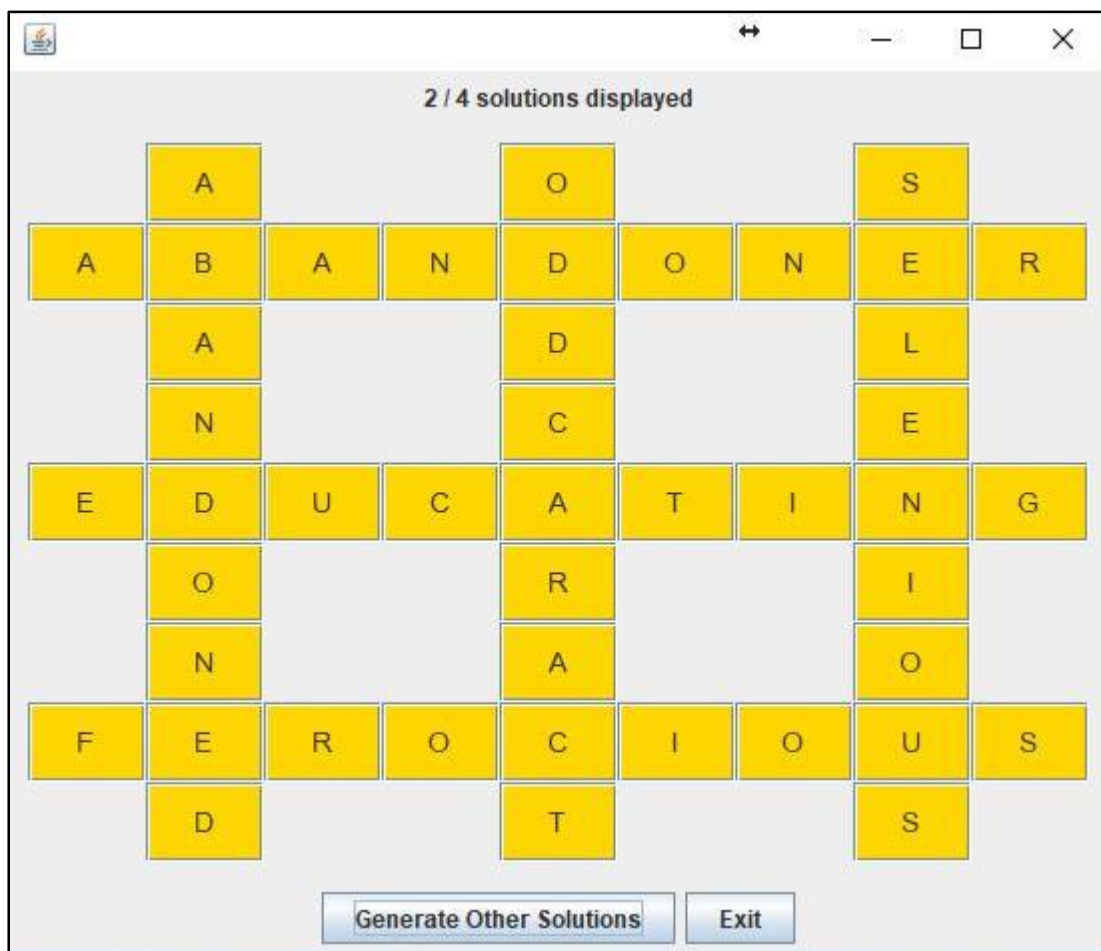 2 / 4 solutions displayed
A O S
A B A N D O N E R
A D L
N C E
E D U C A T I N G
O R I
N A O
F E R O C I O U S
D T S
Generate Other Solutions Exit